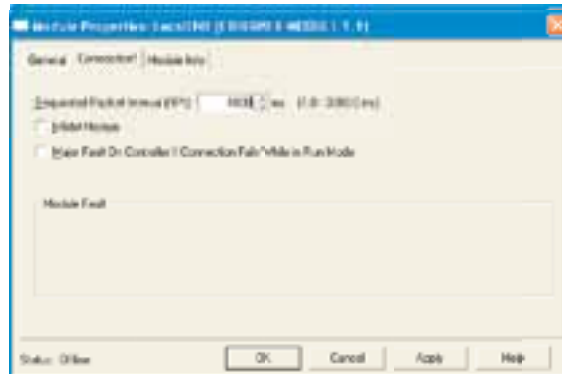 Module Properties:
General Connection* Module Info
Requested Packet Interval (RPI): ms
Inhibit Module
Major Fault On Controller If Connection Fails While in Run Mode
Module Fault
Status: Offline
OK Cancel Apply Help